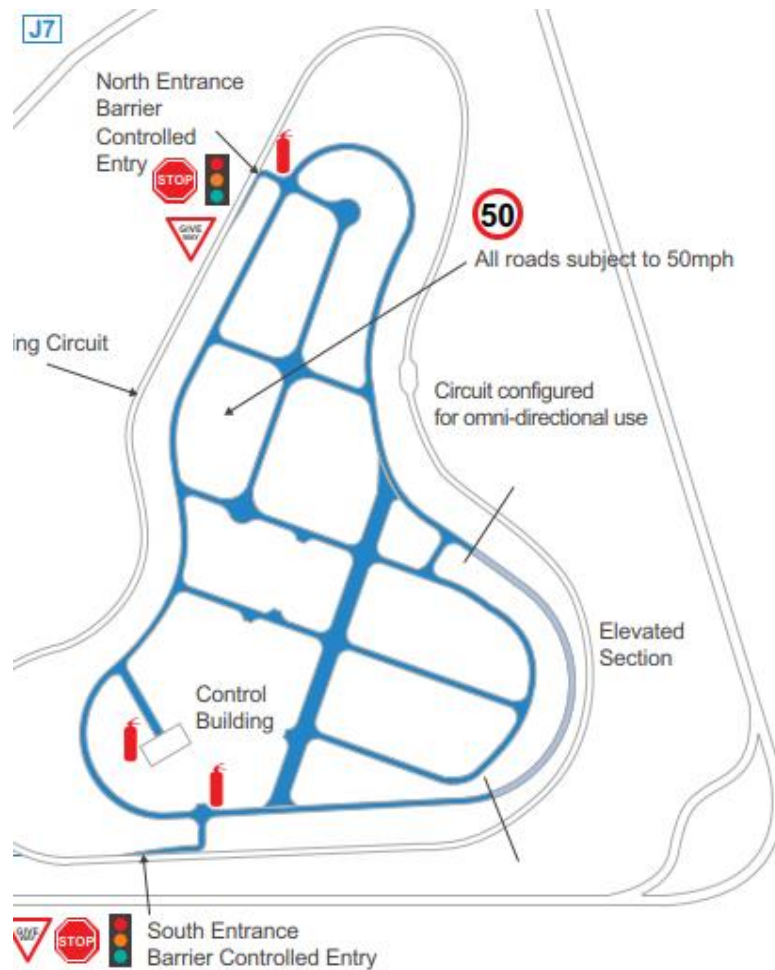 J7
North Entrance
Barrier
Controlled
Entry
STOP
GIVE
WAY
50
All roads subject to 50mph
ing Circuit
Circuit configured
for omni-directional use
Elevated
Section
Control
Building
GIVE
WAY
STOP
South Entrance
Barrier Controlled Entry